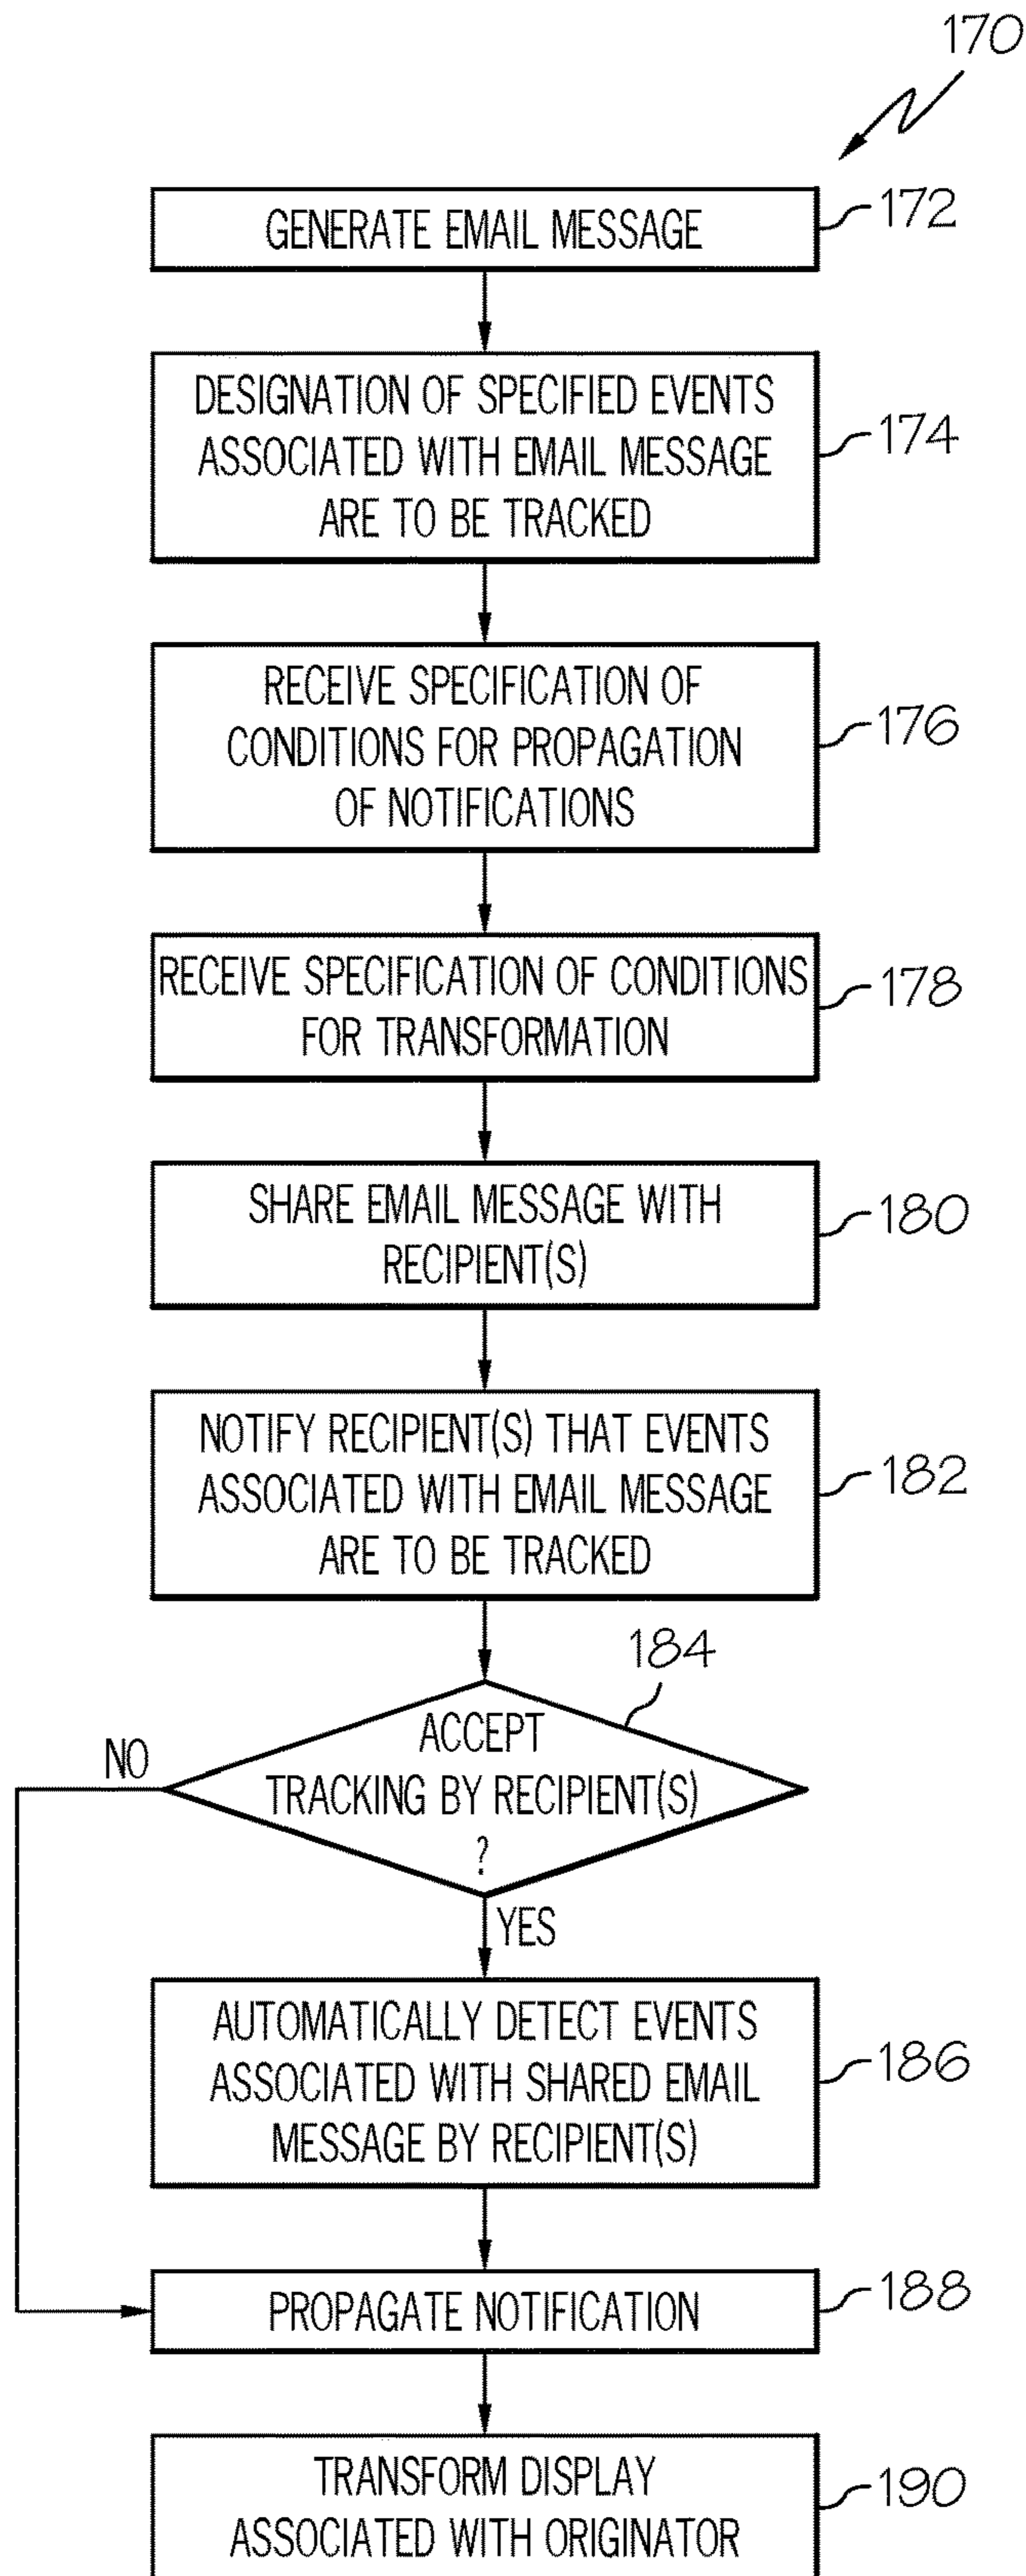 170
GENERATE EMAIL MESSAGE
172
DESIGNATION OF SPECIFIED EVENTS
ASSOCIATED WITH EMAIL MESSAGE
ARE TO BE TRACKED
174
RECEIVE SPECIFICATION OF
CONDITIONS FOR PROPAGATION
OF NOTIFICATIONS
176
RECEIVE SPECIFICATION OF CONDITIONS
FOR TRANSFORMATION
178
SHARE EMAIL MESSAGE WITH
RECIPIENT(S)
180
NOTIFY RECIPIENT(S) THAT EVENTS
ASSOCIATED WITH EMAIL MESSAGE
ARE TO BE TRACKED
182
184
ACCEPT
TRACKING BY RECIPIENT(S)
?
NO
YES
AUTOMATICALLY DETECT EVENTS
ASSOCIATED WITH SHARED EMAIL
MESSAGE BY RECIPIENT(S)
186
PROPAGATE NOTIFICATION
188
TRANSFORM DISPLAY
ASSOCIATED WITH ORIGINATOR
190